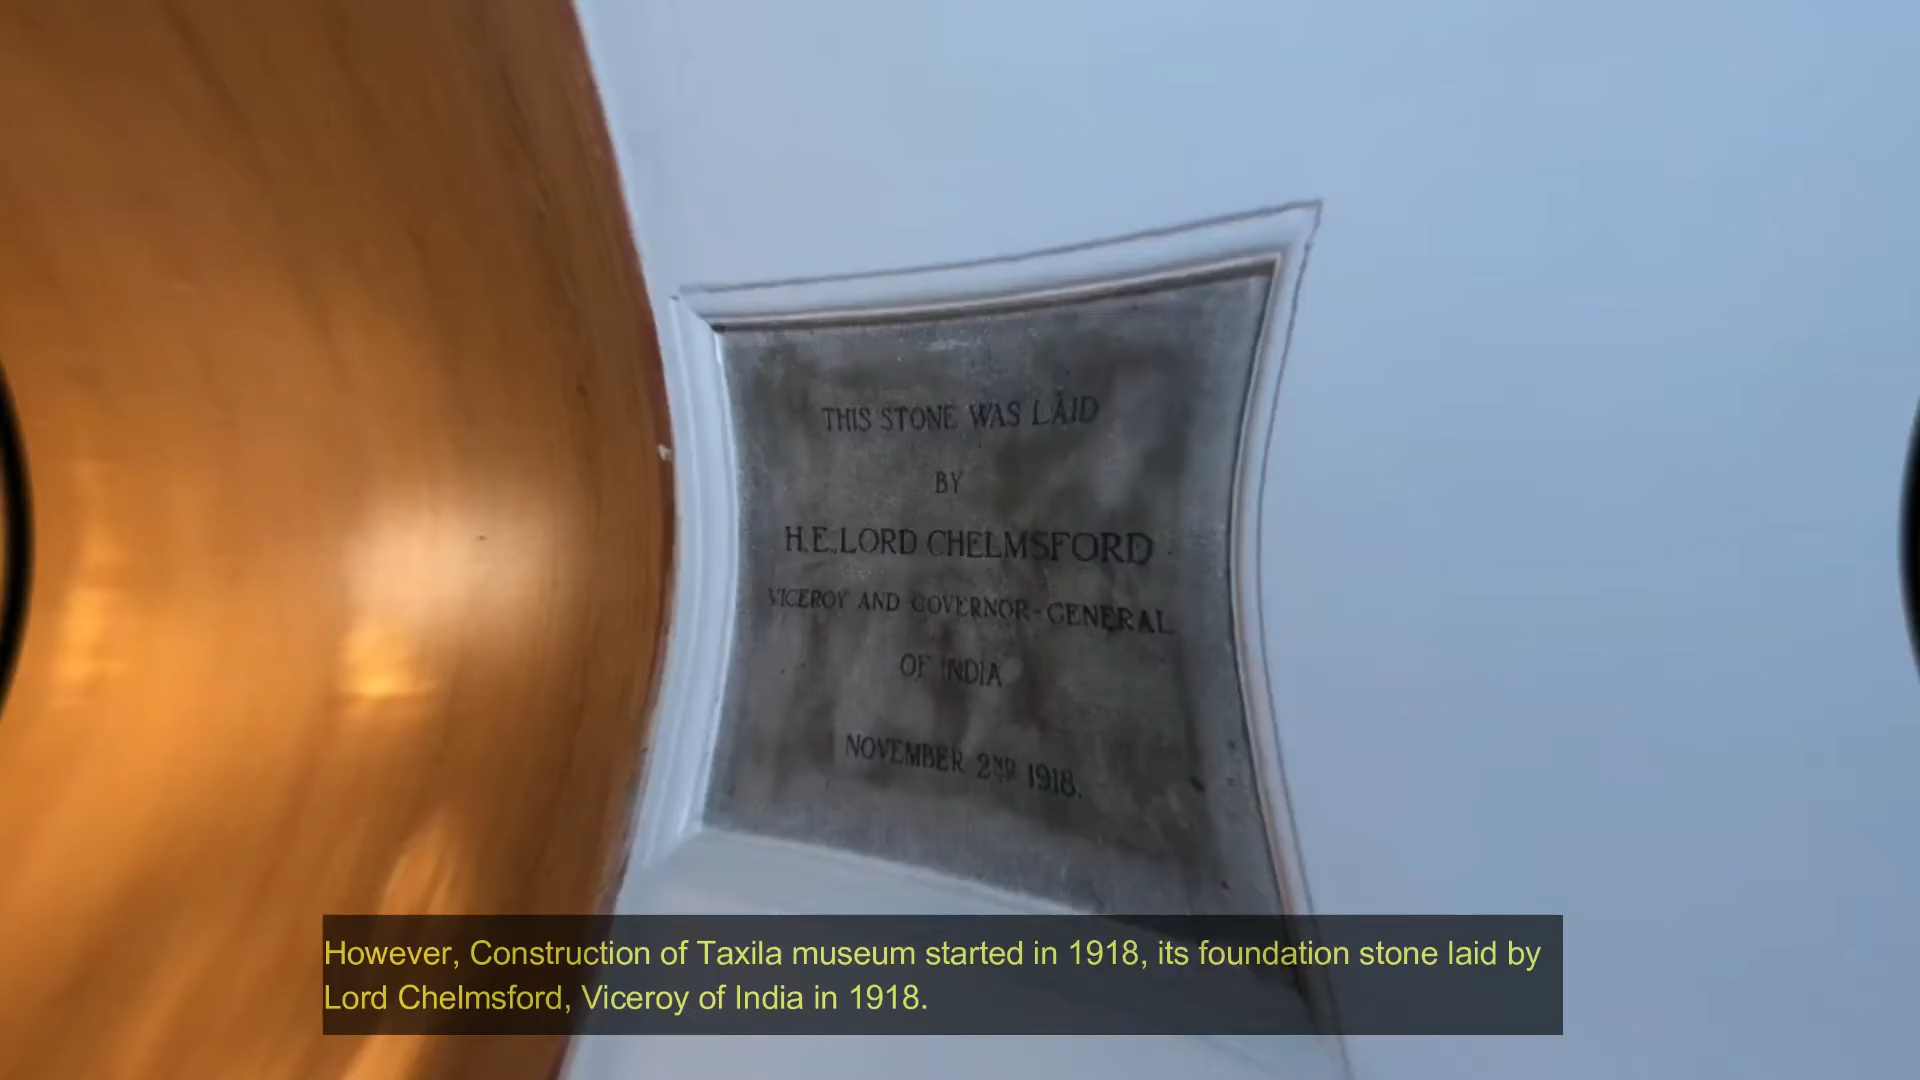 THIS STONE WAS LAID
BY
H.E. LORD CHELMSFORD
VICEROY AND GOVERNOR-GENERAL
OF INDIA
NOVEMBER 2ND 1918.
However, Construction of Taxila museum started in 1918, its foundation stone laid by
Lord Chelmsford, Viceroy of India in 1918.